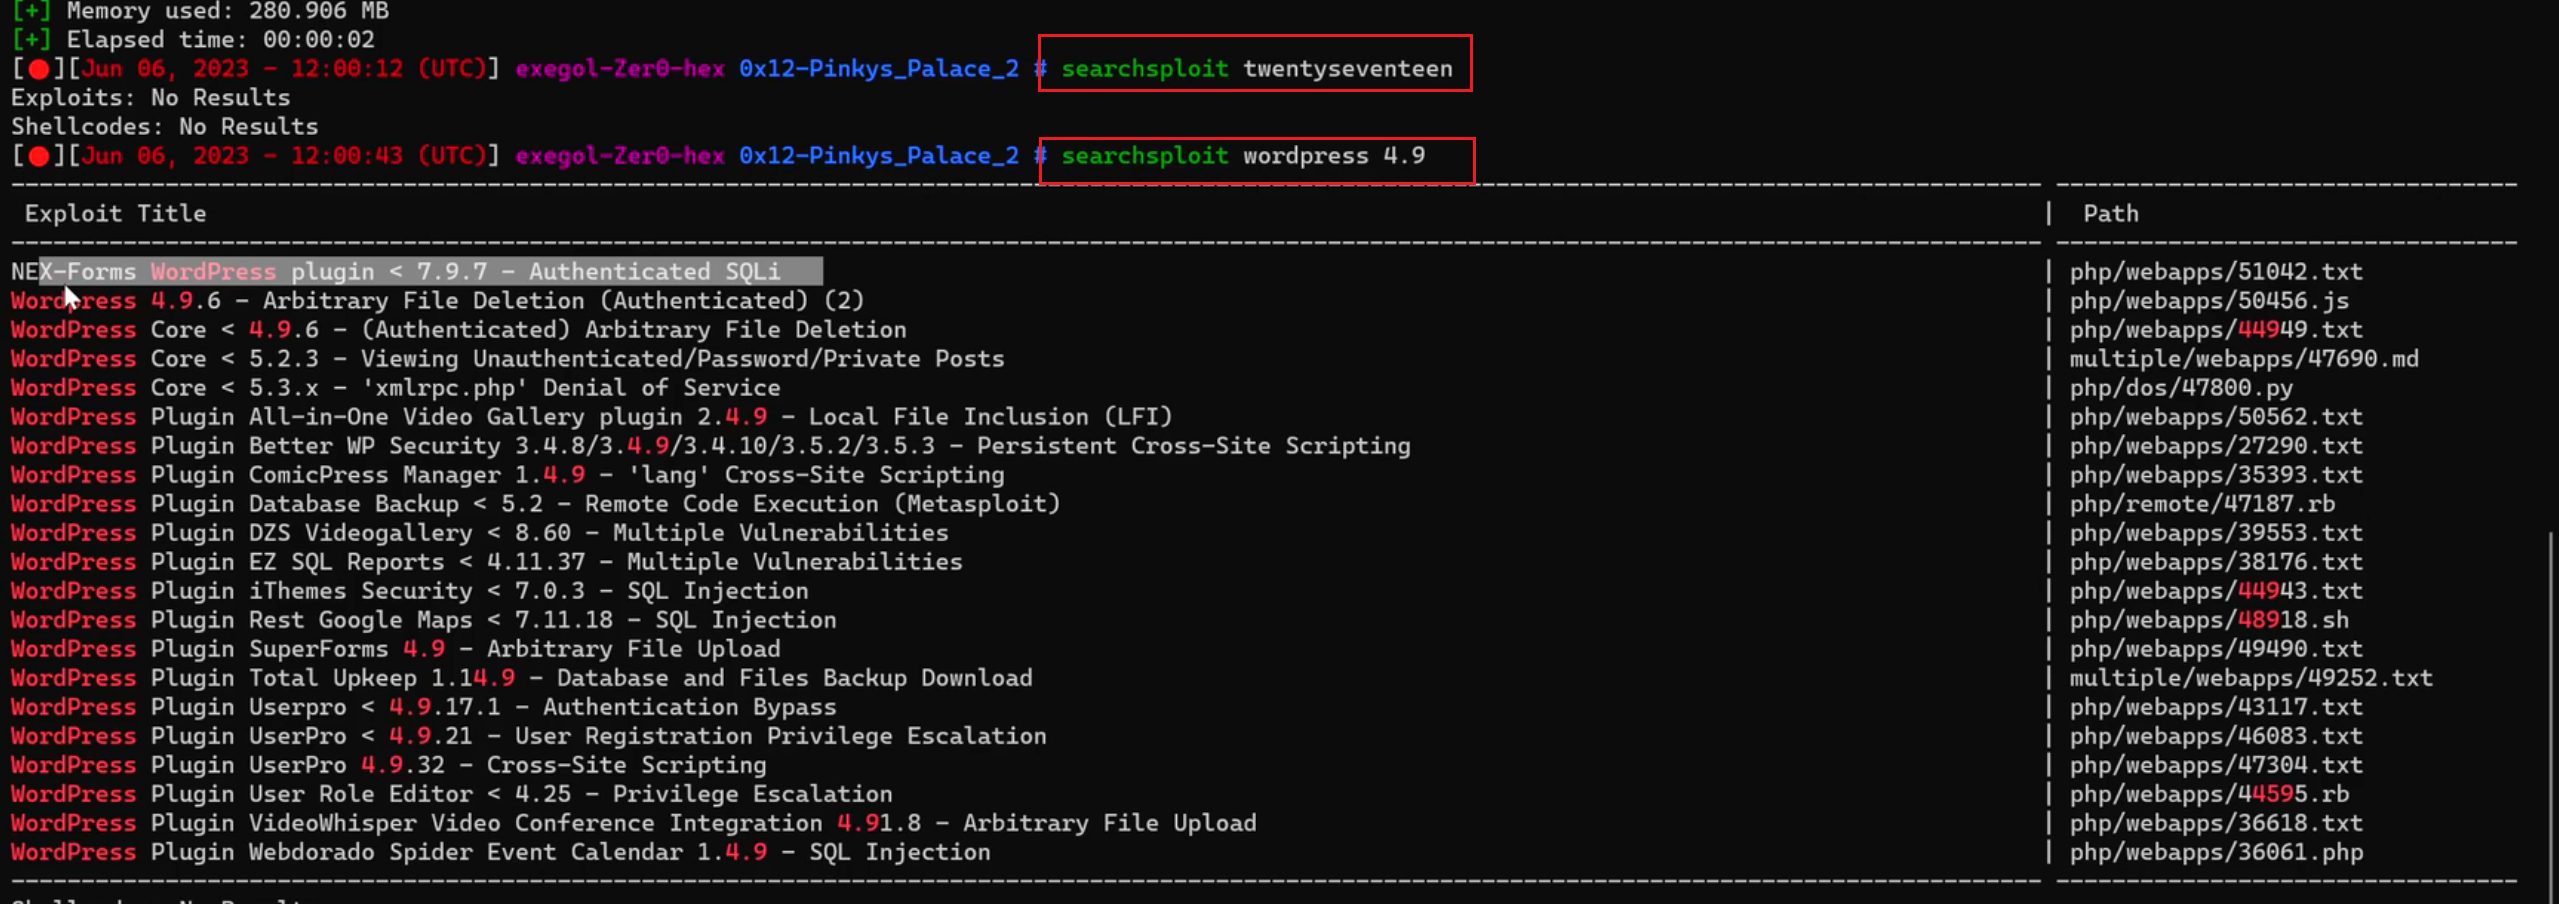 [+] Memory used: 280.906 MB
[+] Elapsed time: 00:00:02
[🔴][Jun 06, 2023 - 12:00:12 (UTC)] exegol-Zer0-hex 0x12-Pinkys_Palace_2 # searchsploit twentyseventeen
Exploits: No Results
Shellcodes: No Results
[🔴][Jun 06, 2023 - 12:00:43 (UTC)] exegol-Zer0-hex 0x12-Pinkys_Palace_2 # searchsploit wordpress 4.9
Exploit Title | Path
NEX-Forms WordPress plugin < 7.9.7 - Authenticated SQLi | php/webapps/51042.txt
WordPress 4.9.6 - Arbitrary File Deletion (Authenticated) (2) | php/webapps/50456.js
WordPress Core < 4.9.6 - (Authenticated) Arbitrary File Deletion | php/webapps/44949.txt
WordPress Core < 5.2.3 - Viewing Unauthenticated/Password/Private Posts | multiple/webapps/47690.md
WordPress Core < 5.3.x - 'xmlrpc.php' Denial of Service | php/dos/47800.py
WordPress Plugin All-in-One Video Gallery plugin 2.4.9 - Local File Inclusion (LFI) | php/webapps/50562.txt
WordPress Plugin Better WP Security 3.4.8/3.4.9/3.4.10/3.5.2/3.5.3 - Persistent Cross-Site Scripting | php/webapps/27290.txt
WordPress Plugin ComicPress Manager 1.4.9 - 'lang' Cross-Site Scripting | php/webapps/35393.txt
WordPress Plugin Database Backup < 5.2 - Remote Code Execution (Metasploit) | php/remote/47187.rb
WordPress Plugin DZS Videogallery < 8.60 - Multiple Vulnerabilities | php/webapps/39553.txt
WordPress Plugin EZ SQL Reports < 4.11.37 - Multiple Vulnerabilities | php/webapps/38176.txt
WordPress Plugin iThemes Security < 7.0.3 - SQL Injection | php/webapps/44943.txt
WordPress Plugin Rest Google Maps < 7.11.18 - SQL Injection | php/webapps/48918.sh
WordPress Plugin SuperForms 4.9 - Arbitrary File Upload | php/webapps/49490.txt
WordPress Plugin Total Upkeep 1.14.9 - Database and Files Backup Download | multiple/webapps/49252.txt
WordPress Plugin Userpro < 4.9.17.1 - Authentication Bypass | php/webapps/43117.txt
WordPress Plugin UserPro < 4.9.21 - User Registration Privilege Escalation | php/webapps/46083.txt
WordPress Plugin UserPro 4.9.32 - Cross-Site Scripting | php/webapps/47304.txt
WordPress Plugin User Role Editor < 4.25 - Privilege Escalation | php/webapps/44595.rb
WordPress Plugin VideoWhisper Video Conference Integration 4.91.8 - Arbitrary File Upload | php/webapps/36618.txt
WordPress Plugin Webdorado Spider Event Calendar 1.4.9 - SQL Injection | php/webapps/36061.php